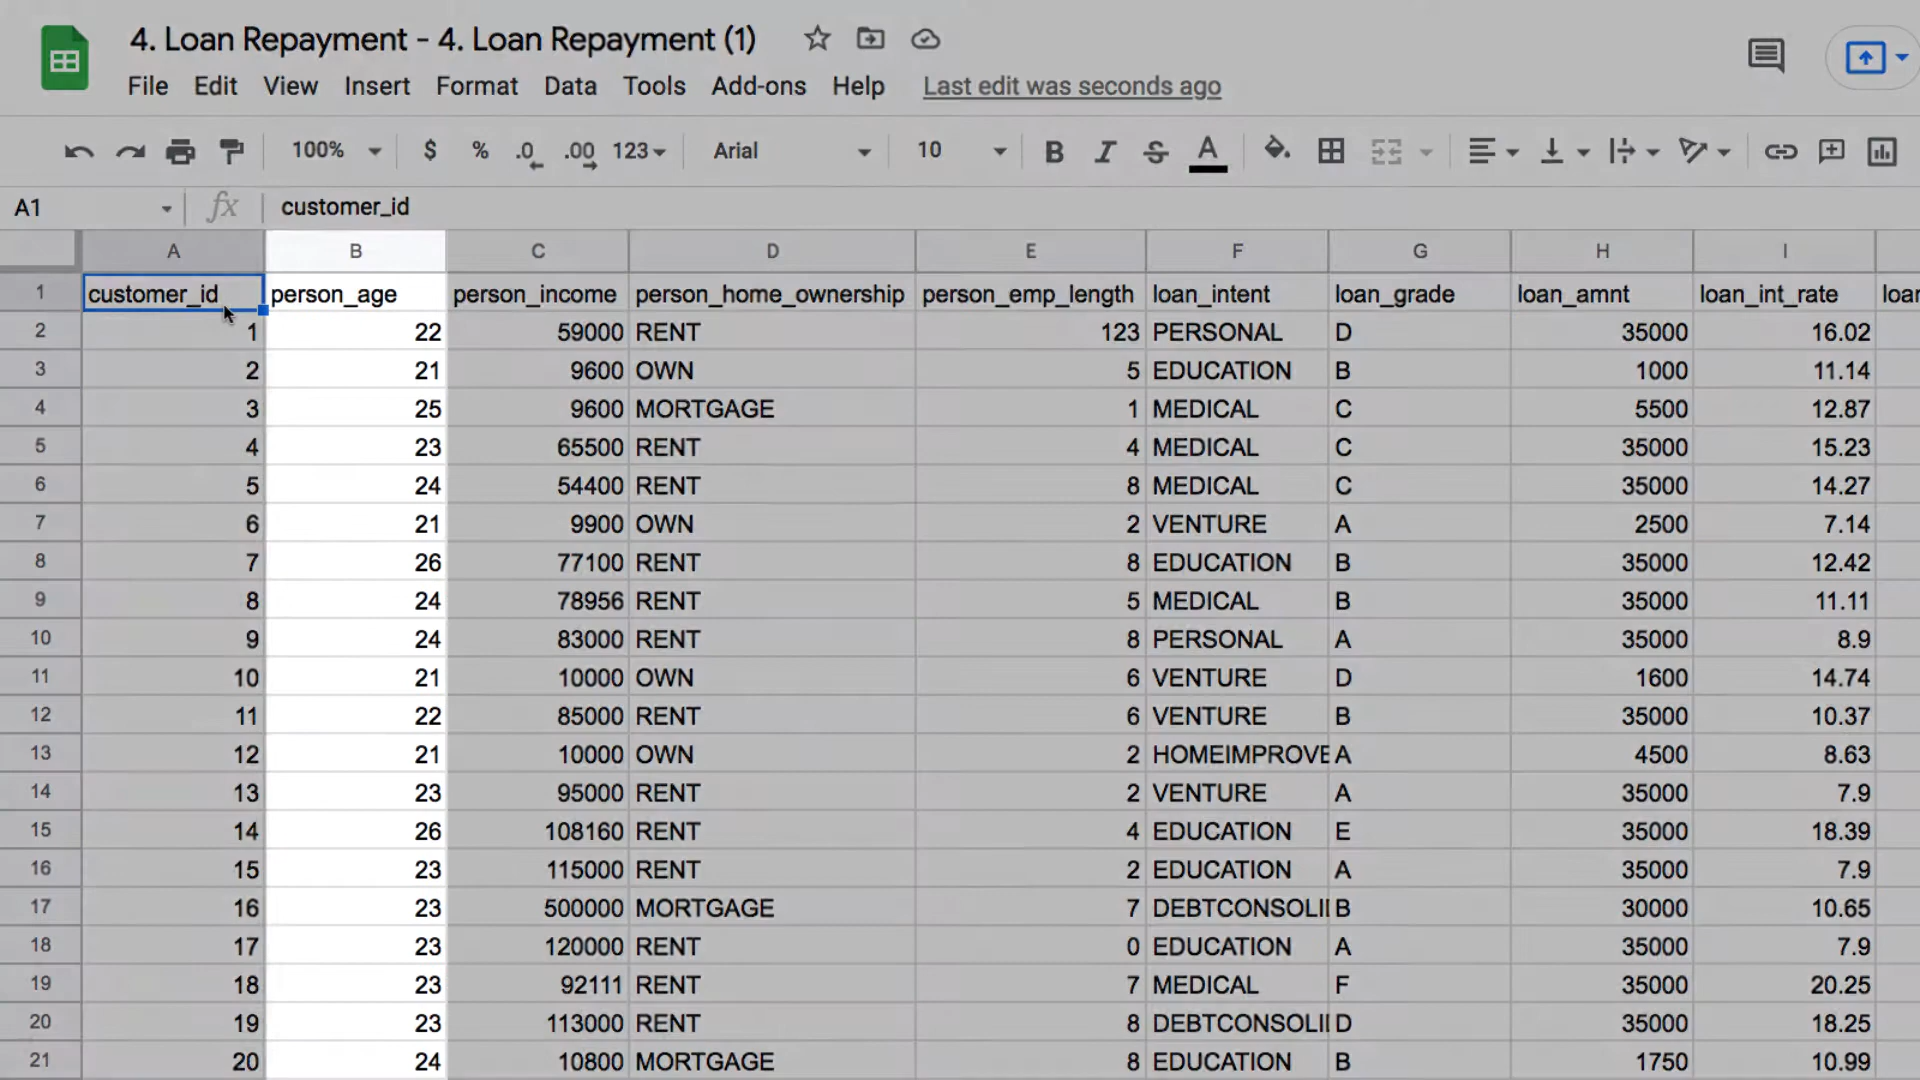 4. Loan Repayment - 4. Loan Repayment (1)
File Edit View Insert Format Data Tools Add-ons Help Last edit was seconds ago
100% $ % .0 .00 123 Arial 10 B I S A
A1 fx customer_id
A B C D E F G H I
1 customer_id person_age person_income person_home_ownership person_emp_length loan_intent loan_grade loan_amnt loan_int_rate loan
2 1 22 59000 RENT 123 PERSONAL D 35000 16.02
3 2 21 9600 OWN 5 EDUCATION B 1000 11.14
4 3 25 9600 MORTGAGE 1 MEDICAL C 5500 12.87
5 4 23 65500 RENT 4 MEDICAL C 35000 15.23
6 5 24 54400 RENT 8 MEDICAL C 35000 14.27
7 6 21 9900 OWN 2 VENTURE A 2500 7.14
8 7 26 77100 RENT 8 EDUCATION B 35000 12.42
9 8 24 78956 RENT 5 MEDICAL B 35000 11.11
10 9 24 83000 RENT 8 PERSONAL A 35000 8.9
11 10 21 10000 OWN 6 VENTURE D 1600 14.74
12 11 22 85000 RENT 6 VENTURE B 35000 10.37
13 12 21 10000 OWN 2 HOMEIMPROVE A 4500 8.63
14 13 23 95000 RENT 2 VENTURE A 35000 7.9
15 14 26 108160 RENT 4 EDUCATION E 35000 18.39
16 15 23 115000 RENT 2 EDUCATION A 35000 7.9
17 16 23 500000 MORTGAGE 7 DEBTCONSOLI B 30000 10.65
18 17 23 120000 RENT 0 EDUCATION A 35000 7.9
19 18 23 92111 RENT 7 MEDICAL F 35000 20.25
20 19 23 113000 RENT 8 DEBTCONSOLI D 35000 18.25
21 20 24 10800 MORTGAGE 8 EDUCATION B 1750 10.99